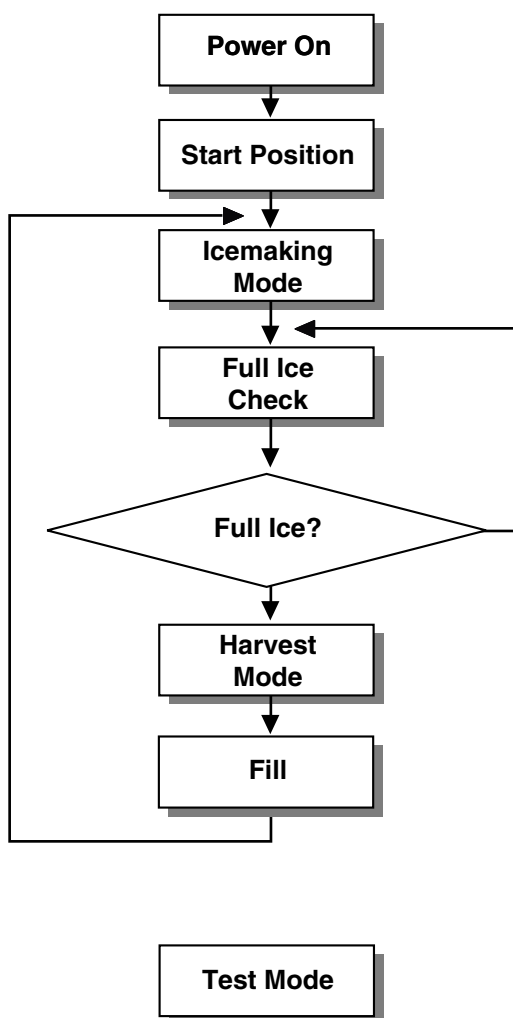 Power On
Start Position
Icemaking
Mode
Full Ice
Check
Full Ice?
Harvest
Mode
Fill
Test Mode